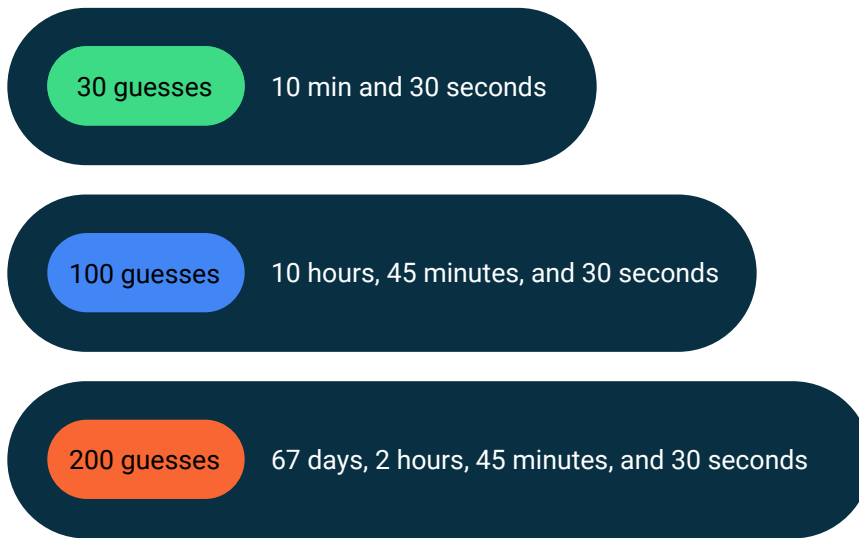 30 guesses 10 min and 30 seconds
100 guesses 10 hours, 45 minutes, and 30 seconds
200 guesses 67 days, 2 hours, 45 minutes, and 30 seconds